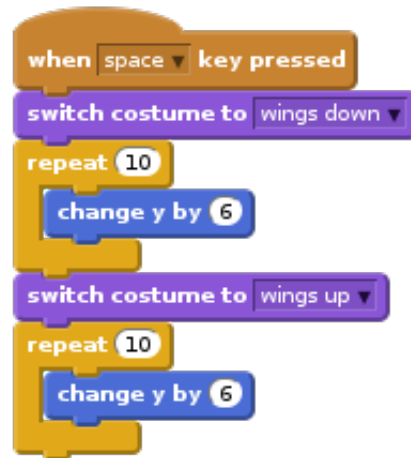 when space key pressed
switch costume to wings down
repeat 10
change y by 6
switch costume to wings up
repeat 10
change y by 6